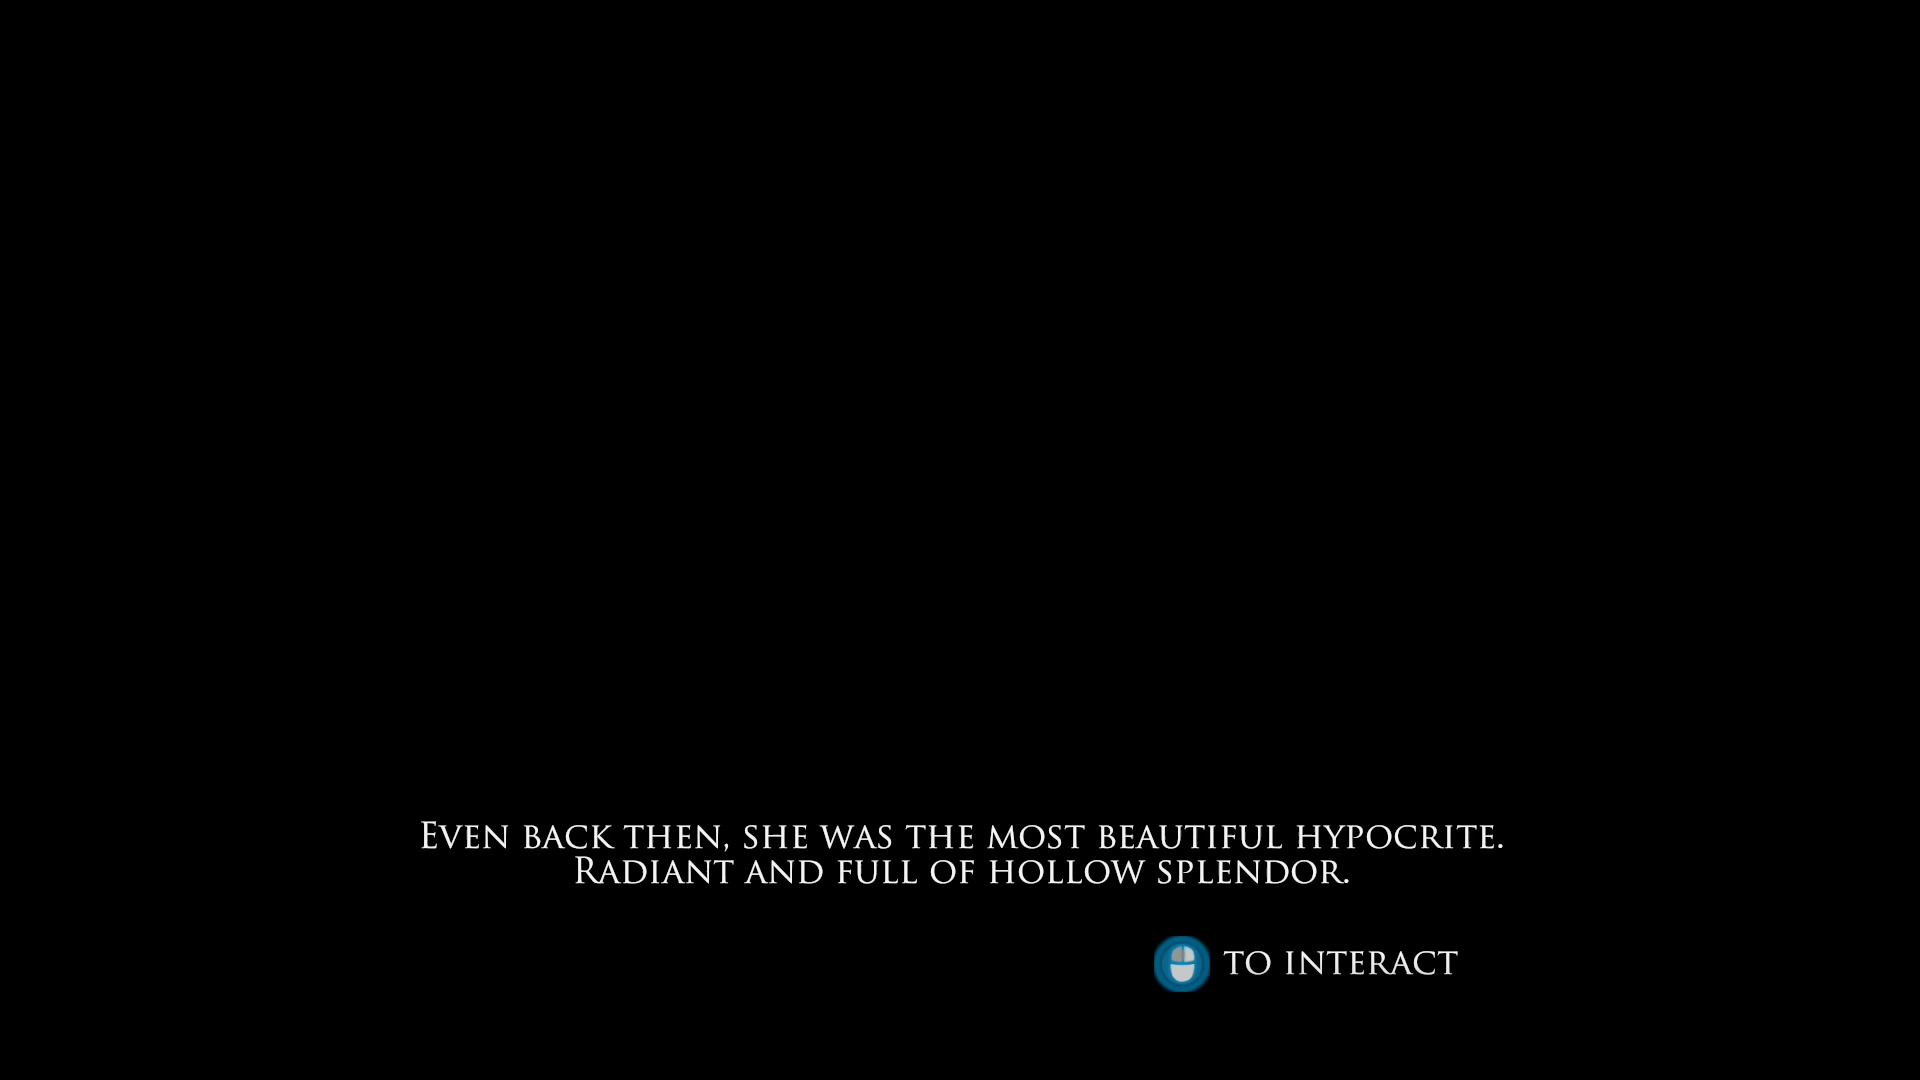 Even back then, she was the most beautiful hypocrite.
Radiant and full of hollow splendor.
to interact